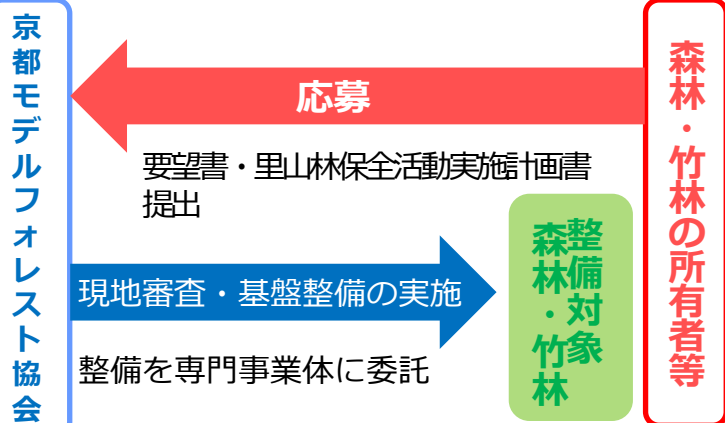 京都モデルフォレスト協会
応募
要望書・里山林保全活動実施計画書
提出
現地審査・基盤整備の実施
整備を専門事業体に委託
整備対象
森林・竹林
森林・竹林の所有者等